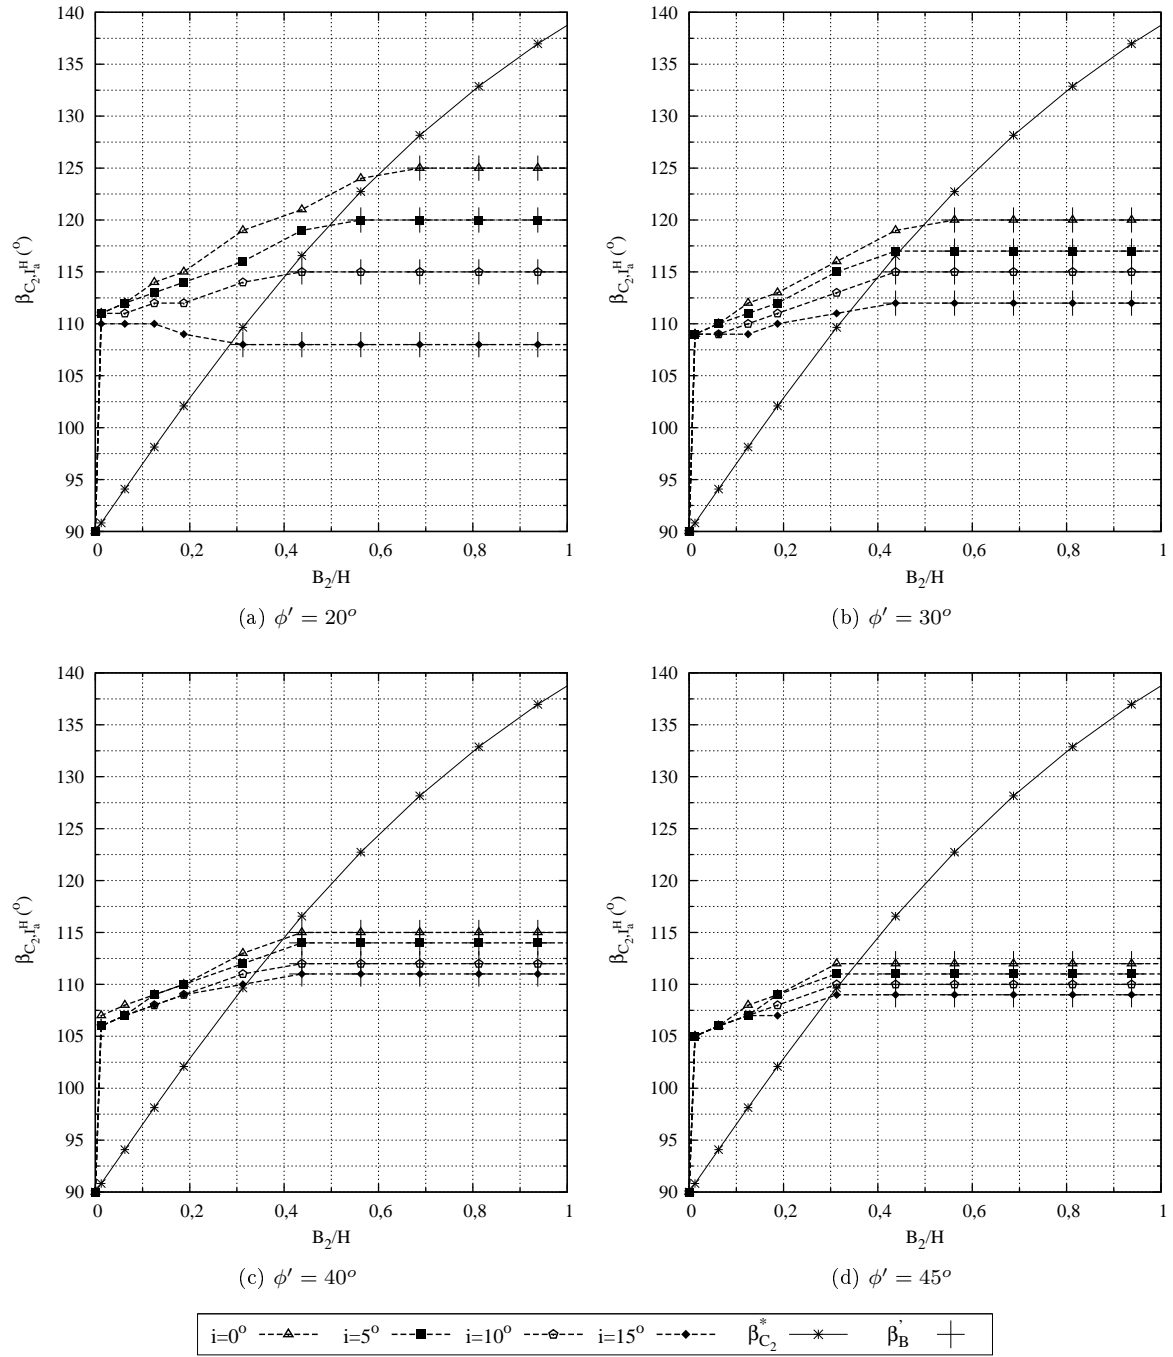 140
135
130
125
120
115
110
105
100
95
90
β_{C_2,I_a^H} (°)
0 0,2 0,4 0,6 0,8 1
B_2/H
(a) ϕ′ = 20^o
140
135
130
125
120
115
110
105
100
95
90
β_{C_2,I_a^H} (°)
0 0,2 0,4 0,6 0,8 1
B_2/H
(b) ϕ′ = 30^o
140
135
130
125
120
115
110
105
100
95
90
β_{C_2,I_a^H} (°)
0 0,2 0,4 0,6 0,8 1
B_2/H
(c) ϕ′ = 40^o
140
135
130
125
120
115
110
105
100
95
90
β_{C_2,I_a^H} (°)
0 0,2 0,4 0,6 0,8 1
B_2/H
(d) ϕ′ = 45^o
i=0^o i=5^o i=10^o i=15^o β_{C_2}^* β_B^'